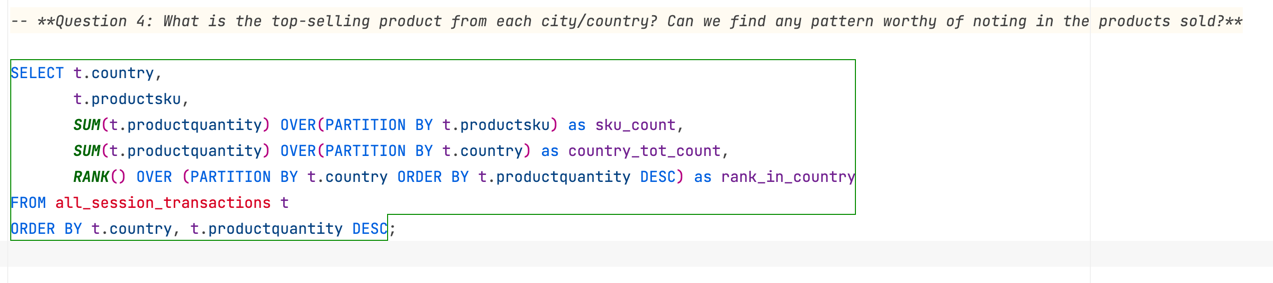 -- **Question 4: What is the top-selling product from each city/country? Can we find any pattern worthy of noting in the products sold?**
SELECT t.country,
       t.productsku,
       SUM(t.productquantity) OVER(PARTITION BY t.productsku) as sku_count,
       SUM(t.productquantity) OVER(PARTITION BY t.country) as country_tot_count,
       RANK() OVER (PARTITION BY t.country ORDER BY t.productquantity DESC) as rank_in_country
FROM all_session_transactions t
ORDER BY t.country, t.productquantity DESC;